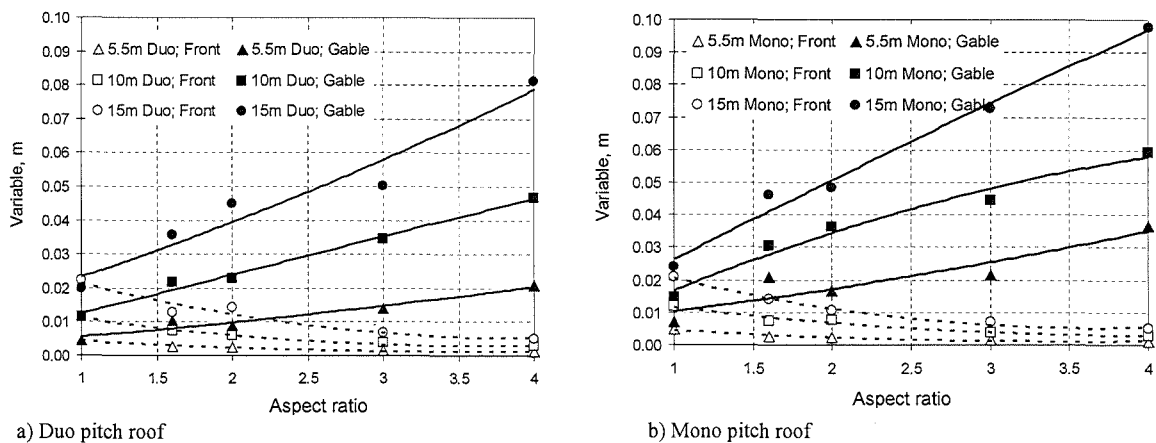 0.10
0.09
0.08
0.07
0.06
0.05
0.04
0.03
0.02
0.01
0.00
Variable, m
5.5m Duo; Front 5.5m Duo; Gable
10m Duo; Front 10m Duo; Gable
15m Duo; Front 15m Duo; Gable
1 1.5 2 2.5 3 3.5 4
Aspect ratio
a) Duo pitch roof
0.10
0.09
0.08
0.07
0.06
0.05
0.04
0.03
0.02
0.01
0.00
Variable, m
5.5m Mono; Front 5.5m Mono; Gable
10m Mono; Front 10m Mono; Gable
15m Mono; Front 15m Mono; Gable
1 1.5 2 2.5 3 3.5 4
Aspect ratio
b) Mono pitch roof